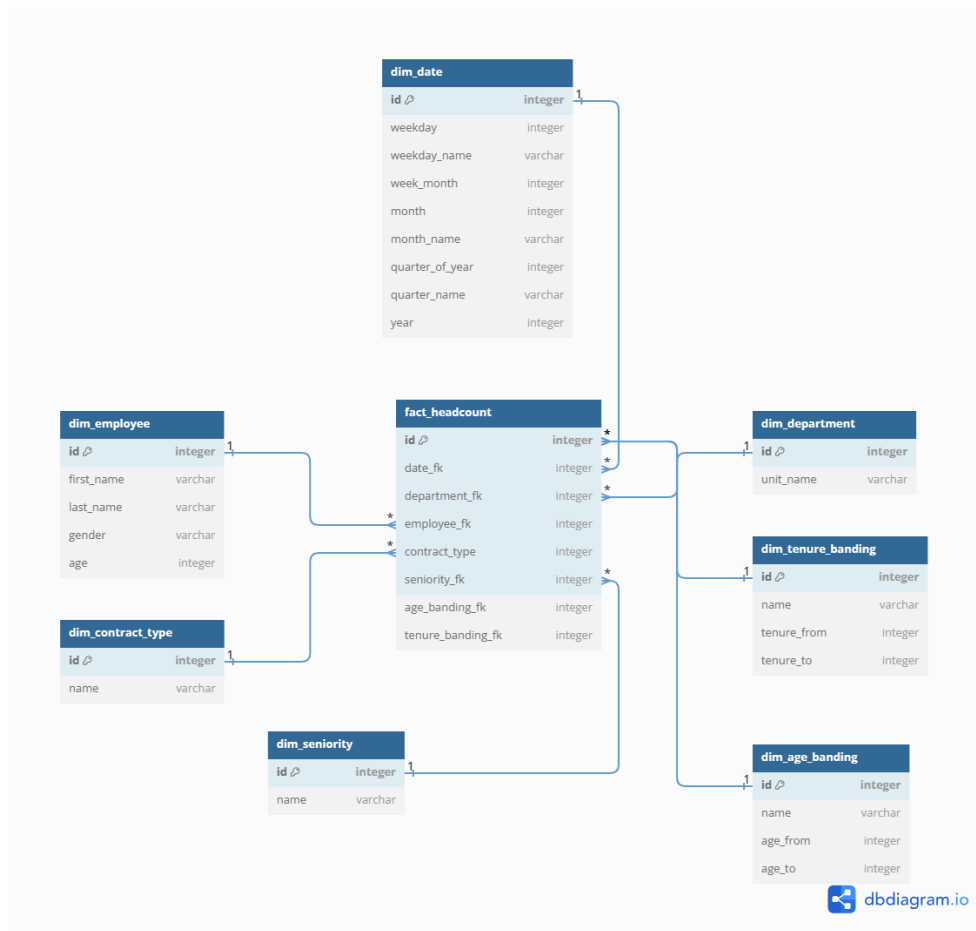 dim_date
id integer
weekday integer
weekday_name varchar
week_month integer
month integer
month_name varchar
quarter_of_year integer
quarter_name varchar
year integer
1
dim_employee
id integer
first_name varchar
last_name varchar
gender varchar
age integer
1
fact_headcount
id integer
date_fk integer
department_fk integer
employee_fk integer
contract_type integer
seniority_fk integer
age_banding_fk integer
tenure_banding_fk integer
*
*
*
*
*
*
dim_department
id integer
unit_name varchar
1
dim_tenure_banding
id integer
name varchar
tenure_from integer
tenure_to integer
1
dim_contract_type
id integer
name varchar
1
dim_seniority
id integer
name varchar
1
dim_age_banding
id integer
name varchar
age_from integer
age_to integer
1
dbdiagram.io